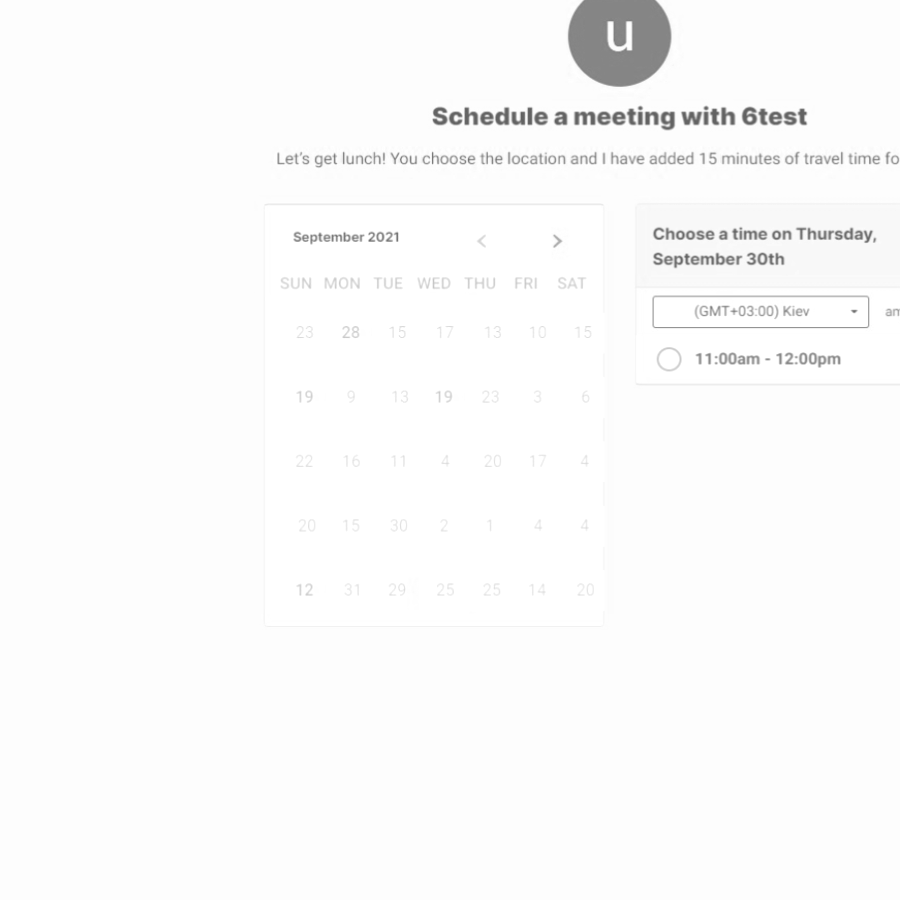 u
Schedule a meeting with 6test
Let's get lunch! You choose the location and I have added 15 minutes of travel time fo
September 2021
SUN MON TUE WED THU FRI SAT
23 28 15 17 13 10 15
19 9 13 19 23 3 6
22 16 11 4 20 17 4
20 15 30 2 1 4 4
12 31 29 25 25 14 20
Choose a time on Thursday,
September 30th
(GMT+03:00) Kiev am
11:00am - 12:00pm